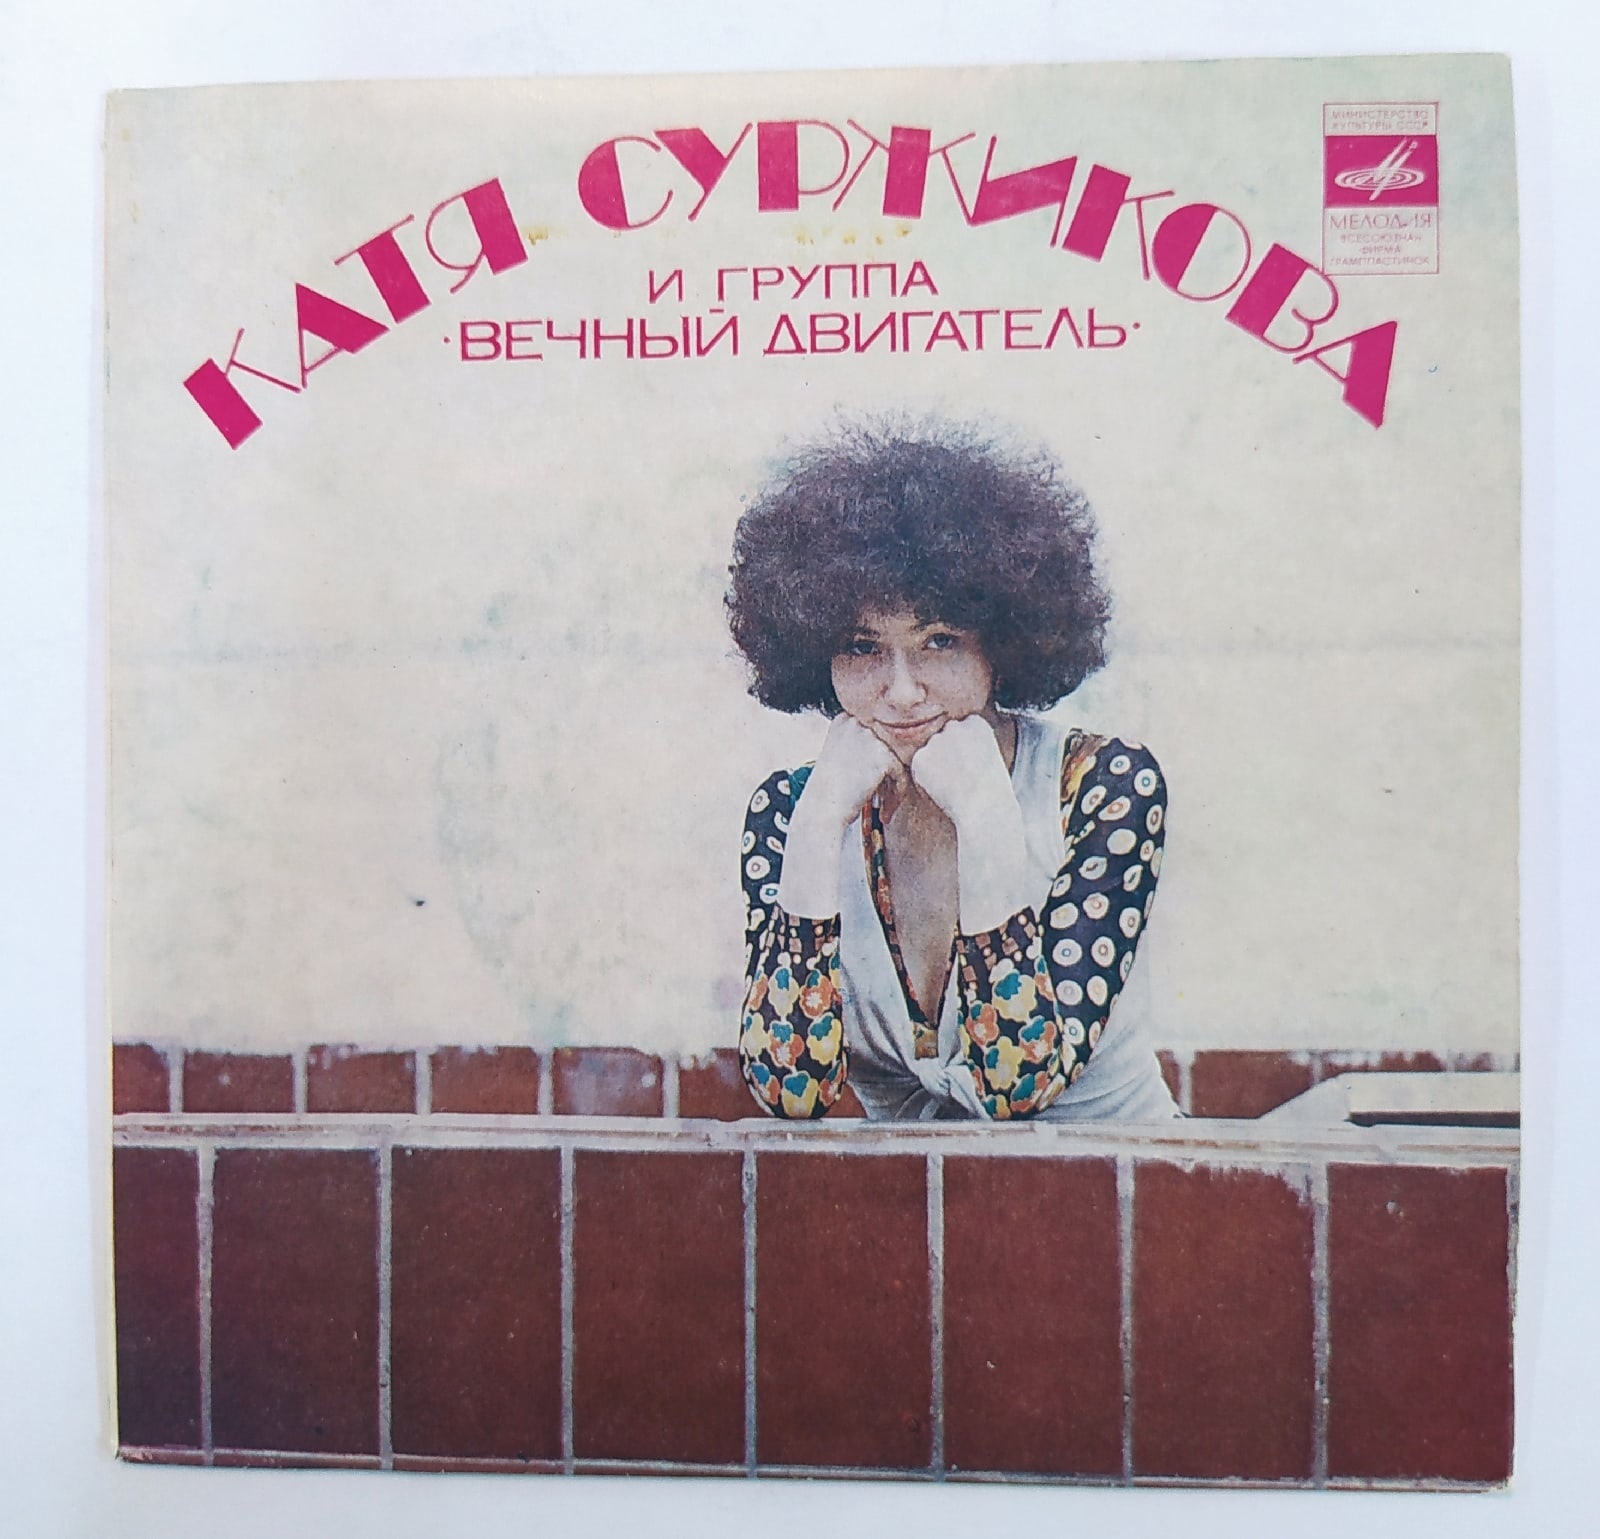 КАТЯ СУРЖИКОВА
И ГРУППА
·ВЕЧНЫЙ ДВИГАТЕЛЬ·
МИНИСТЕРСТВО
КУЛЬТУРЫ СССР
МЕЛОДИЯ
ВСЕСОЮЗНАЯ
ФИРМА
ГРАМПЛАСТИНОК